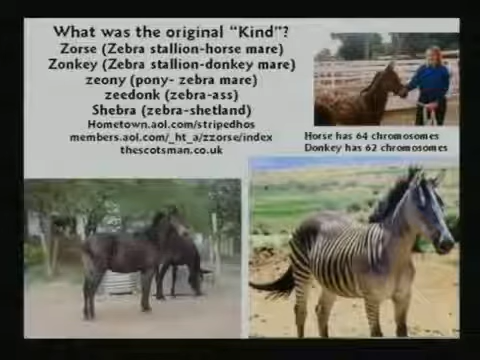 What was the original "Kind"?
Zorse (Zebra stallion-horse mare)
Zonkey (Zebra stallion-donkey mare)
zeony (pony- zebra mare)
zeedonk (zebra-ass)
Shebra (zebra-shetland)
Hometown.aol.com/stripedhos
members.aol.com/_ht_a/zzorse/index
thescotsman.co.uk
Horse has 64 chromosomes
Donkey has 62 chromosomes